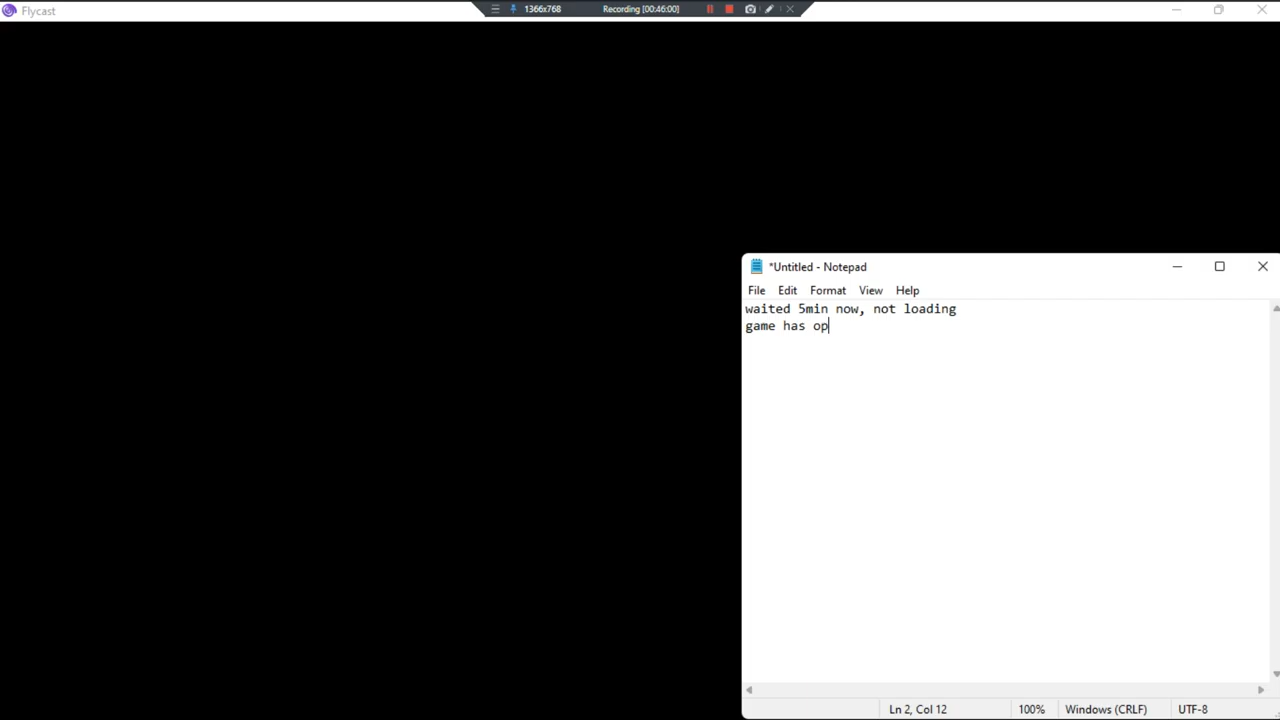 Flycast
1366x768 Recording [00:46:00]
*Untitled - Notepad
File Edit Format View Help
waited 5min now, not loading
game has op
Ln 2, Col 12 100% Windows (CRLF) UTF-8